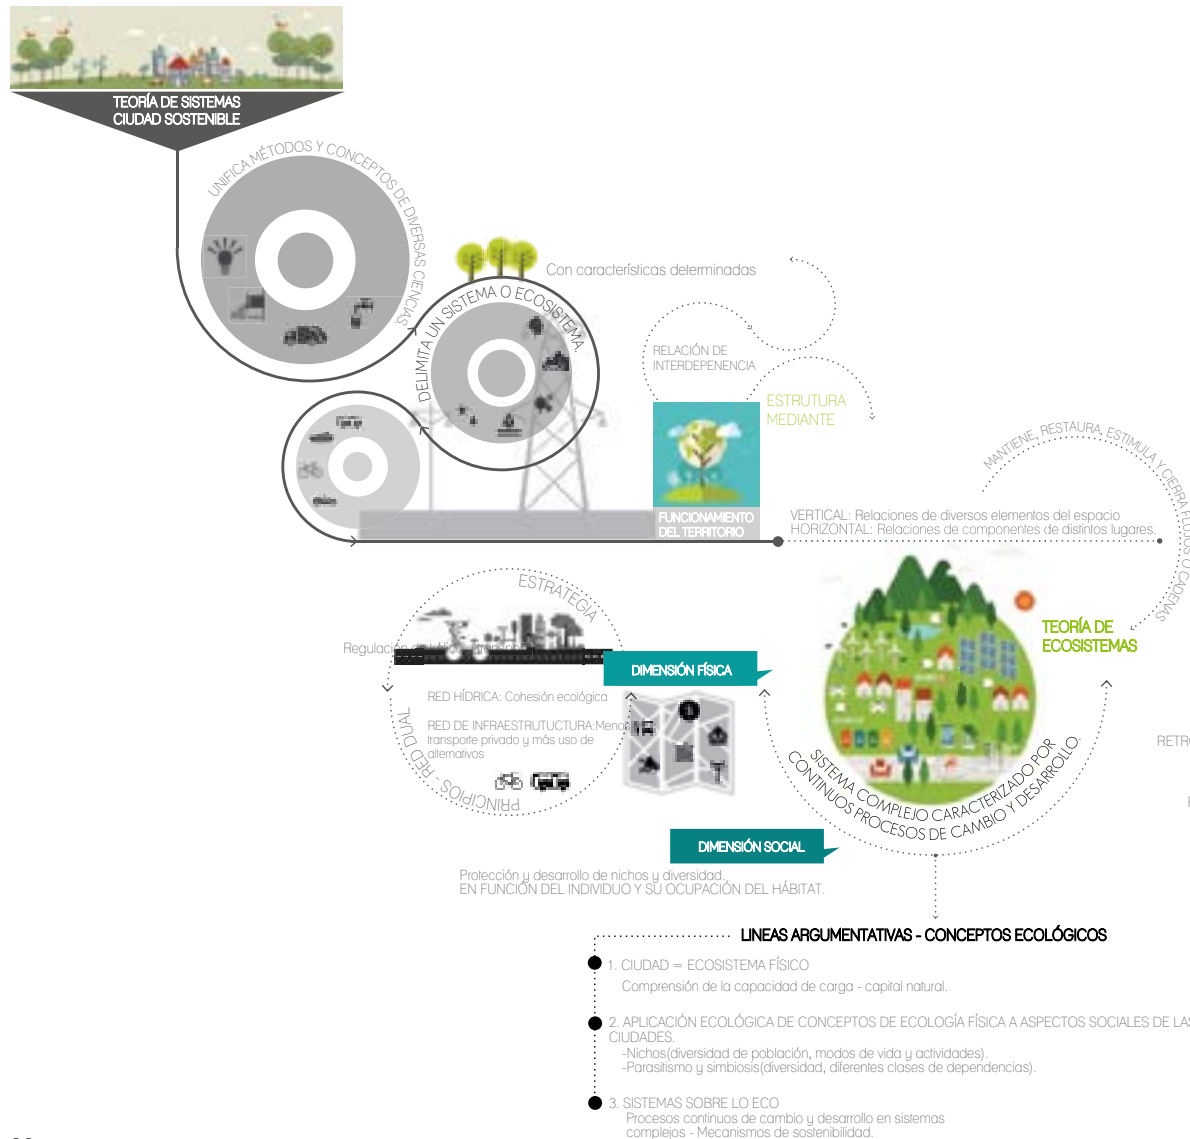 TEORÍA DE SISTEMAS
CIUDAD SOSTENIBLE
UNIFICA MÉTODOS Y CONCEPTOS DE DIVERSAS CIENCIAS.
DELIMITA UN SISTEMA O ECOSISTEMA.
Con características determinadas
RELACIÓN DE
INTERDEPENENCIA
ESTRUTURA
MEDIANTE
FUNCIONAMIENTO
DEL TERRITORIO
VERTICAL: Relaciones de diversos elementos del espacio
HORIZONTAL: Relaciones de componentes de distintos lugares.
MANTIENE, RESTAURA, ESTIMULA Y CIERRA FLUJOS O CADENAS
TEORÍA DE
ECOSISTEMAS
ESTRATEGIA
Regulación
DIMENSIÓN FÍSICA
RED HÍDRICA: Cohesión ecológica
RED DE INFRAESTRUTUCTURA:Menos
transporte privado y más uso de
alternativos
PRINCIPIOS - RED DUAL
SISTEMA COMPLEJO CARACTERIZADO POR
CONTINUOS PROCESOS DE CAMBIO Y DESARROLLO.
DIMENSIÓN SOCIAL
Protección y desarrollo de nichos y diversidad.
EN FUNCIÓN DEL INDIVIDUO Y SU OCUPACIÓN DEL HÁBITAT.
LINEAS ARGUMENTATIVAS - CONCEPTOS ECOLÓGICOS
1. CIUDAD = ECOSISTEMA FÍSICO
Comprensión de la capacidad de carga - capital natural.
2. APLICACIÓN ECOLÓGICA DE CONCEPTOS DE ECOLOGÍA FÍSICA A ASPECTOS SOCIALES DE LAS
CIUDADES.
-Nichos(diversidad de población, modos de vida y actividades).
-Parasitismo y simbiosis(diversidad, diferentes clases de dependencias).
3. SISTEMAS SOBRE LO ECO
Procesos continuos de cambio y desarrollo en sistemas
complejos - Mecanismos de sostenibilidad.